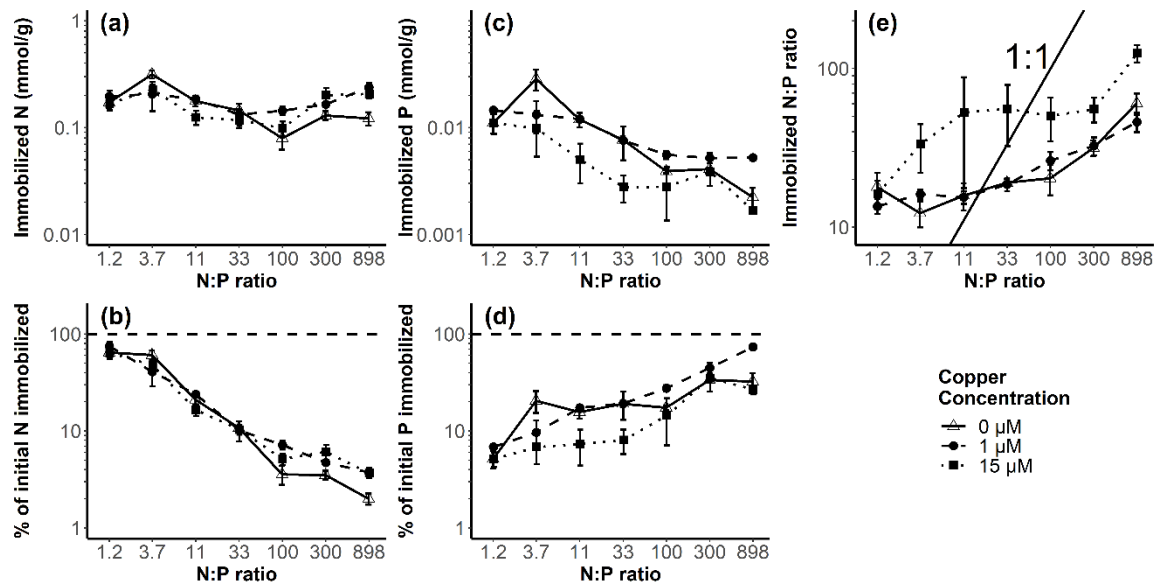 (a)
Immobilized N (mmol/g)
1
0.1
0.01
1.2 3.7 11 33 100 300 898
N:P ratio
(c)
Immobilized P (mmol/g)
0.1
0.01
0.001
1.2 3.7 11 33 100 300 898
N:P ratio
(e)
Immobilized N:P ratio
100
10
1:1
1.2 3.7 11 33 100 300 898
N:P ratio
(b)
% of initial N immobilized
100
10
1
1.2 3.7 11 33 100 300 898
N:P ratio
(d)
% of initial P immobilized
100
10
1
1.2 3.7 11 33 100 300 898
N:P ratio
Copper
Concentration
0 µM
1 µM
15 µM